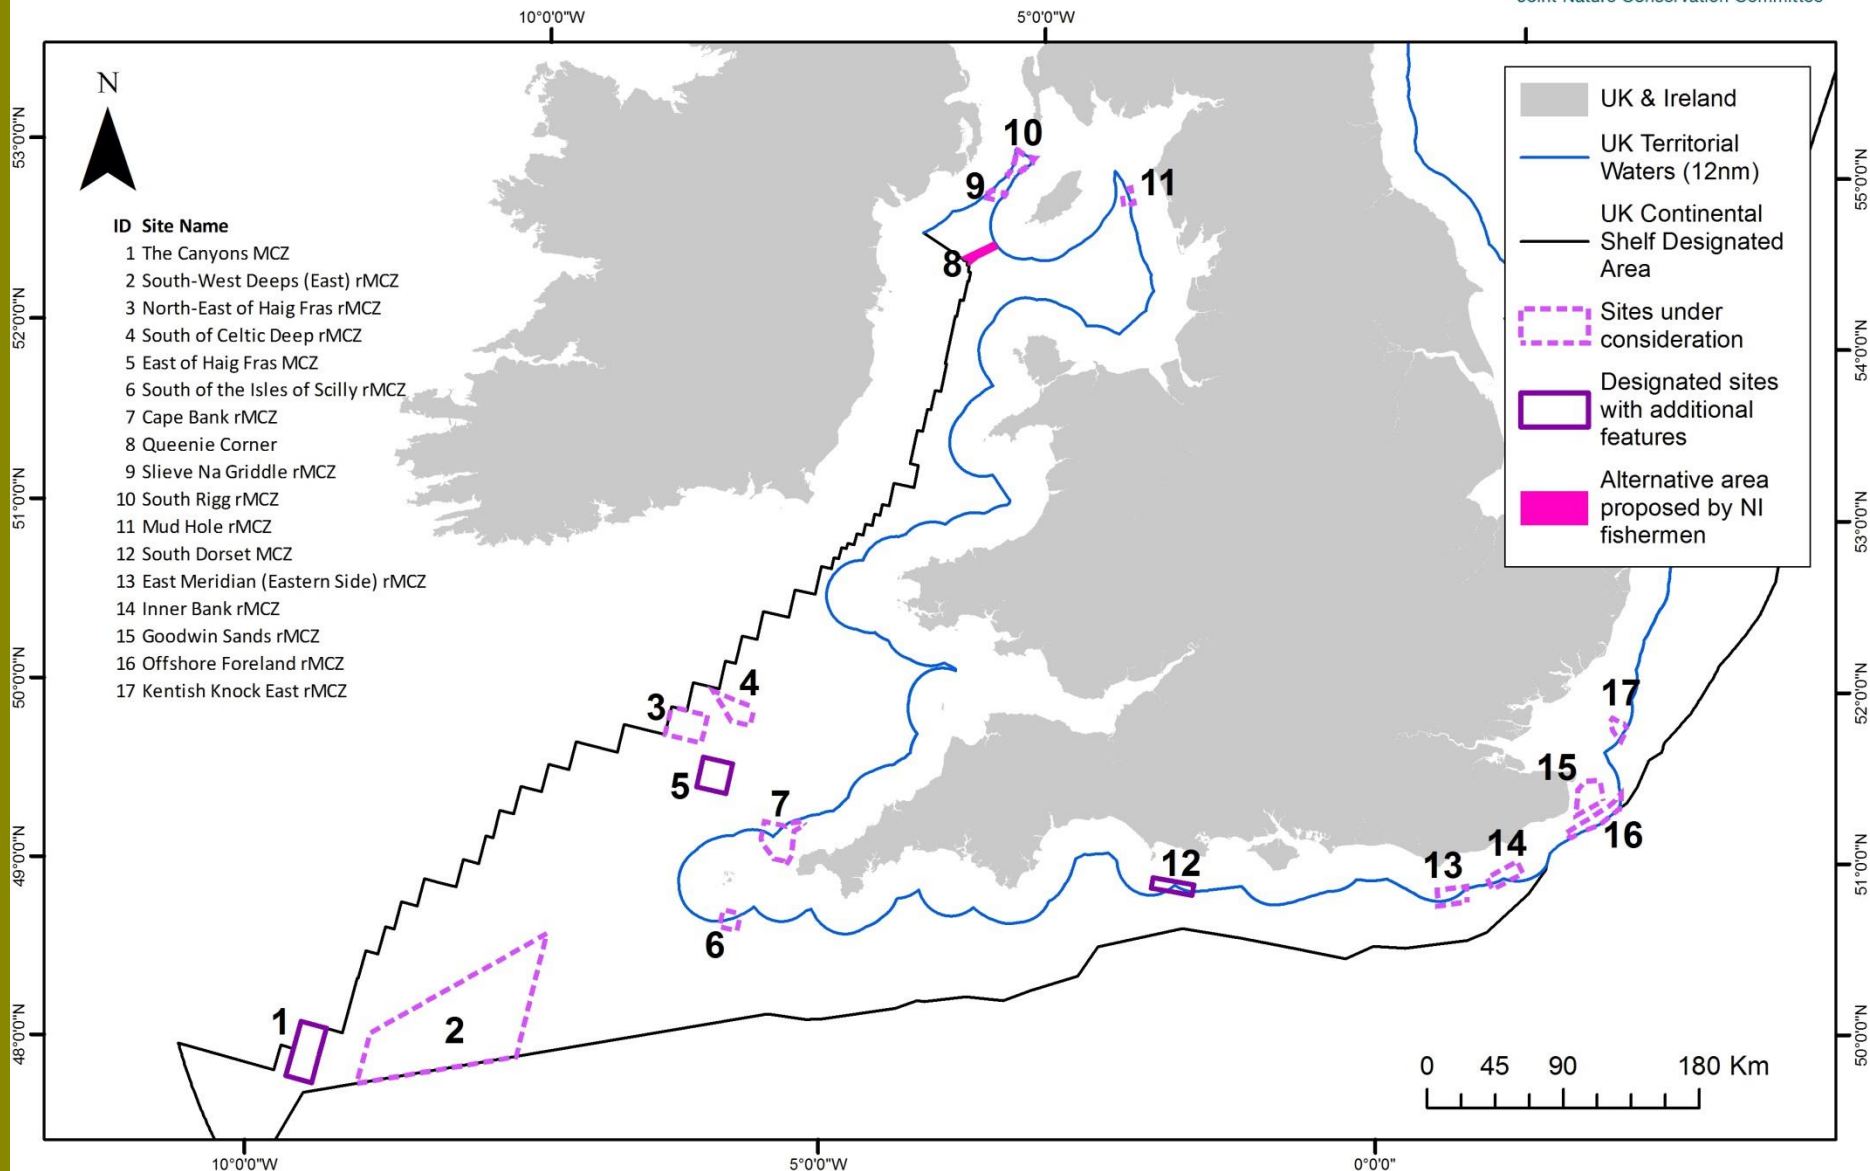 Joint Nature Conservation Committee
10°0'0"W
5°0'0"W
N
53°0'0"N
52°0'0"N
51°0'0"N
50°0'0"N
49°0'0"N
48°0'0"N
ID Site Name
1 The Canyons MCZ
2 South-West Deeps (East) rMCZ
3 North-East of Haig Fras rMCZ
4 South of Celtic Deep rMCZ
5 East of Haig Fras MCZ
6 South of the Isles of Scilly rMCZ
7 Cape Bank rMCZ
8 Queenie Corner
9 Slieve Na Griddle rMCZ
10 South Rigg rMCZ
11 Mud Hole rMCZ
12 South Dorset MCZ
13 East Meridian (Eastern Side) rMCZ
14 Inner Bank rMCZ
15 Goodwin Sands rMCZ
16 Offshore Foreland rMCZ
17 Kentish Knock East rMCZ
10
9
11
8
4
3
5
7
17
15
16
14
13
12
6
1
2
UK & Ireland
UK Territorial
Waters (12nm)
UK Continental
Shelf Designated
Area
Sites under
consideration
Designated sites
with additional
features
Alternative area
proposed by NI
fishermen
55°0'0"N
54°0'0"N
53°0'0"N
52°0'0"N
51°0'0"N
50°0'0"N
0 45 90 180 Km
10°0'0"W
5°0'0"W
0°0'0"